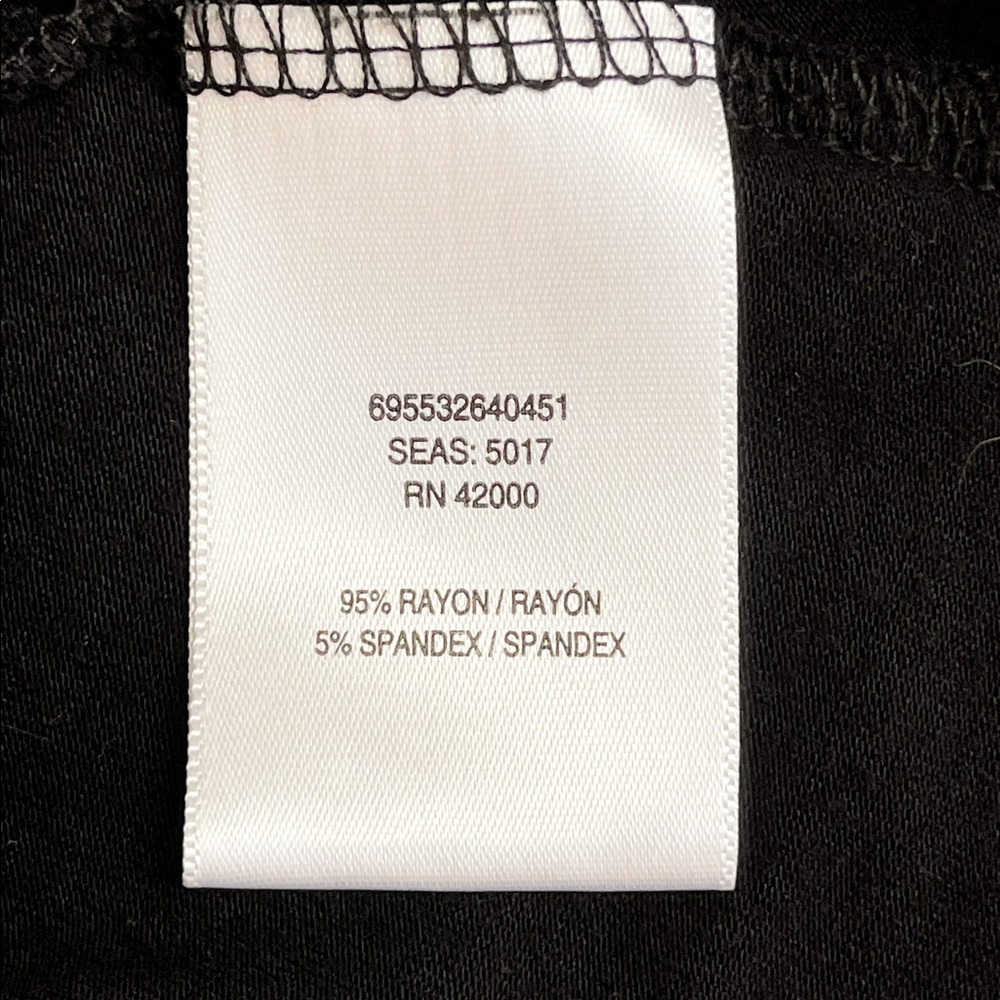 695532640451
SEAS: 5017
RN 42000
95% RAYON / RAYÓN
5% SPANDEX / SPANDEX